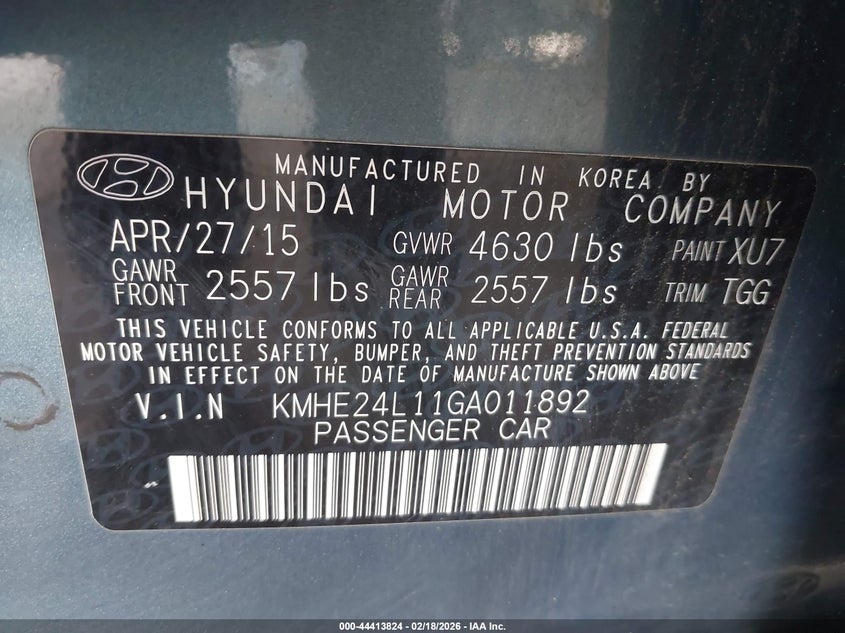 MANUFACTURED IN KOREA BY
HYUNDAI MOTOR COMPANY
APR/27/15 GVWR 4630 lbs PAINT XU7
GAWR FRONT 2557 lbs GAWR REAR 2557 lbs TRIM TGG
THIS VEHICLE CONFORMS TO ALL APPLICABLE U.S.A. FEDERAL
MOTOR VEHICLE SAFETY, BUMPER, AND THEFT PREVENTION STANDARDS
IN EFFECT ON THE DATE OF MANUFACTURE SHOWN ABOVE
V.I.N KMHE24L11GA011892
PASSENGER CAR
000-44413824 - 02/18/2026 - IAA Inc.